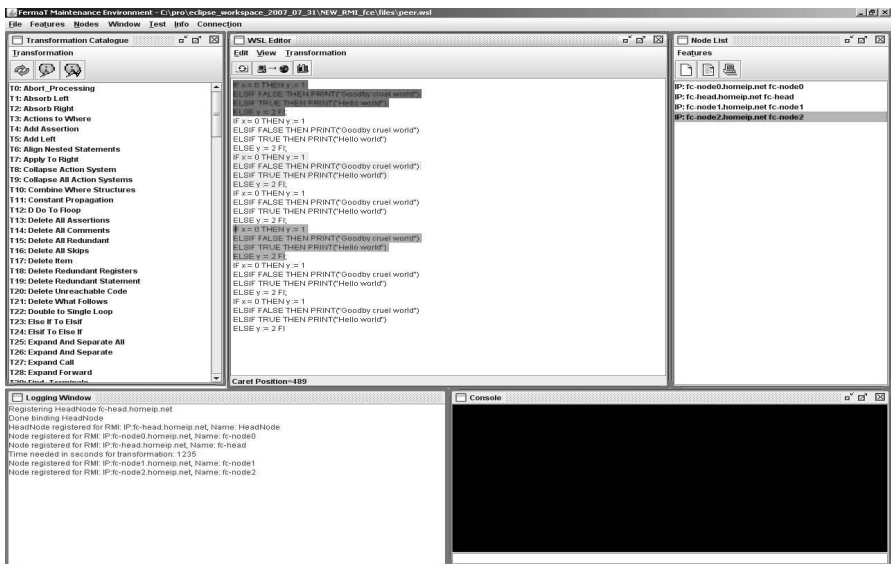 FermaT Maintenance Environment - C:\pro\eclipse_workspace_2007_07_31\NEW_RMI_fce\files\peer.wsl
File Features Nodes Window Test Info Connection
Transformation Catalogue
Transformation
T0: Abort_Processing
T1: Absorb Left
T2: Absorb Right
T3: Actions to Where
T4: Add Assertion
T5: Add Left
T6: Align Nested Statements
T7: Apply To Right
T8: Collapse Action System
T9: Collapse All Action Systems
T10: Combine Where Structures
T11: Constant Propagation
T12: D Do To Floop
T13: Delete All Assertions
T14: Delete All Comments
T15: Delete All Redundant
T16: Delete All Skips
T17: Delete Item
T18: Delete Redundant Registers
T19: Delete Redundant Statement
T20: Delete Unreachable Code
T21: Delete What Follows
T22: Double to Single Loop
T23: Else If To Elsif
T24: Elsif To Else If
T25: Expand And Separate All
T26: Expand And Separate
T27: Expand Call
T28: Expand Forward
T29: Find_Terminals
WSL Editor
Edit View Transformation
IF x = 0 THEN y := 1
ELSIF FALSE THEN PRINT("Goodby cruel world")
ELSIF TRUE THEN PRINT("Hello world")
ELSE y := 2 FI;
IF x = 0 THEN y := 1
ELSIF FALSE THEN PRINT("Goodby cruel world")
ELSIF TRUE THEN PRINT("Hello world")
ELSE y := 2 FI;
IF x = 0 THEN y := 1
ELSIF FALSE THEN PRINT("Goodby cruel world")
ELSIF TRUE THEN PRINT("Hello world")
ELSE y := 2 FI;
IF x = 0 THEN y := 1
ELSIF FALSE THEN PRINT("Goodby cruel world")
ELSIF TRUE THEN PRINT("Hello world")
ELSE y := 2 FI;
IF x = 0 THEN y := 1
ELSIF FALSE THEN PRINT("Goodby cruel world")
ELSIF TRUE THEN PRINT("Hello world")
ELSE y := 2 FI;
IF x = 0 THEN y := 1
ELSIF FALSE THEN PRINT("Goodby cruel world")
ELSIF TRUE THEN PRINT("Hello world")
ELSE y := 2 FI;
IF x = 0 THEN y := 1
ELSIF FALSE THEN PRINT("Goodby cruel world")
ELSIF TRUE THEN PRINT("Hello world")
ELSE y := 2 FI
Caret Position=489
Node List
Features
IP: fc-node0.homeip.net fc-node0
IP: fc-head.homeip.net fc-head
IP: fc-node1.homeip.net fc-node1
IP: fc-node2.homeip.net fc-node2
Logging Window
Registering HeadNode fc-head.homeip.net
Done binding HeadNode
HeadNode registered for RMI: IP:fc-head.homeip.net, Name: HeadNode
Node registered for RMI: IP:fc-node0.homeip.net, Name: fc-node0
Node registered for RMI: IP:fc-head.homeip.net, Name: fc-head
Time needed in seconds for transformation: 1235
Node registered for RMI: IP:fc-node1.homeip.net, Name: fc-node1
Node registered for RMI: IP:fc-node2.homeip.net, Name: fc-node2
Console